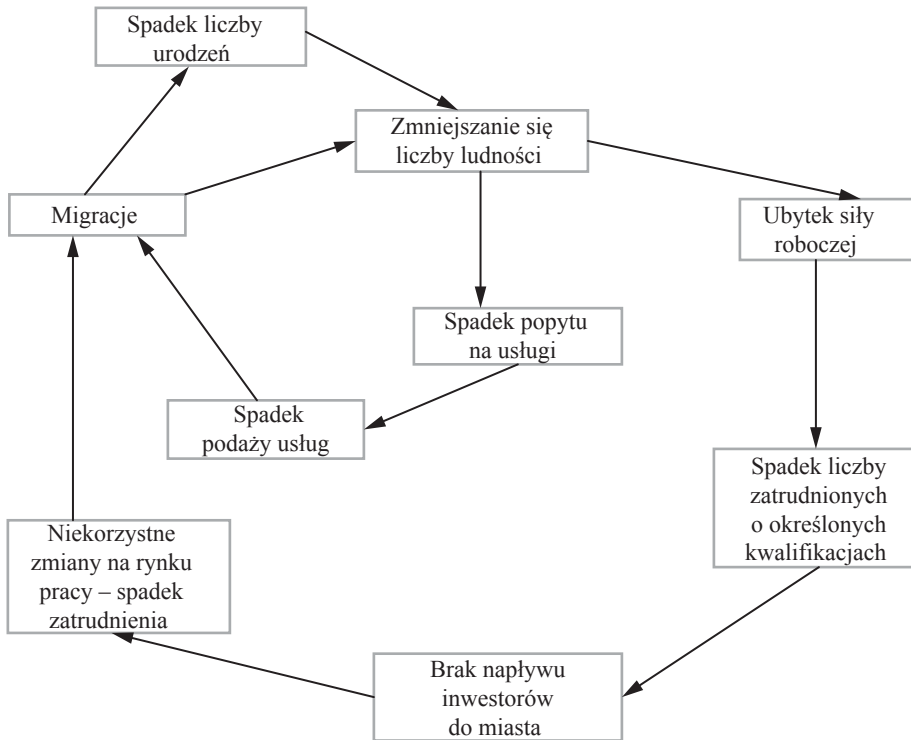 Spadek liczby
urodzeń
Zmniejszanie się
liczby ludności
Migracje
Ubytek siły
roboczej
Spadek popytu
na usługi
Spadek
podaży usług
Spadek liczby
zatrudnionych
o określonych
kwalifikacjach
Niekorzystne
zmiany na rynku
pracy – spadek
zatrudnienia
Brak napływu
inwestorów
do miasta